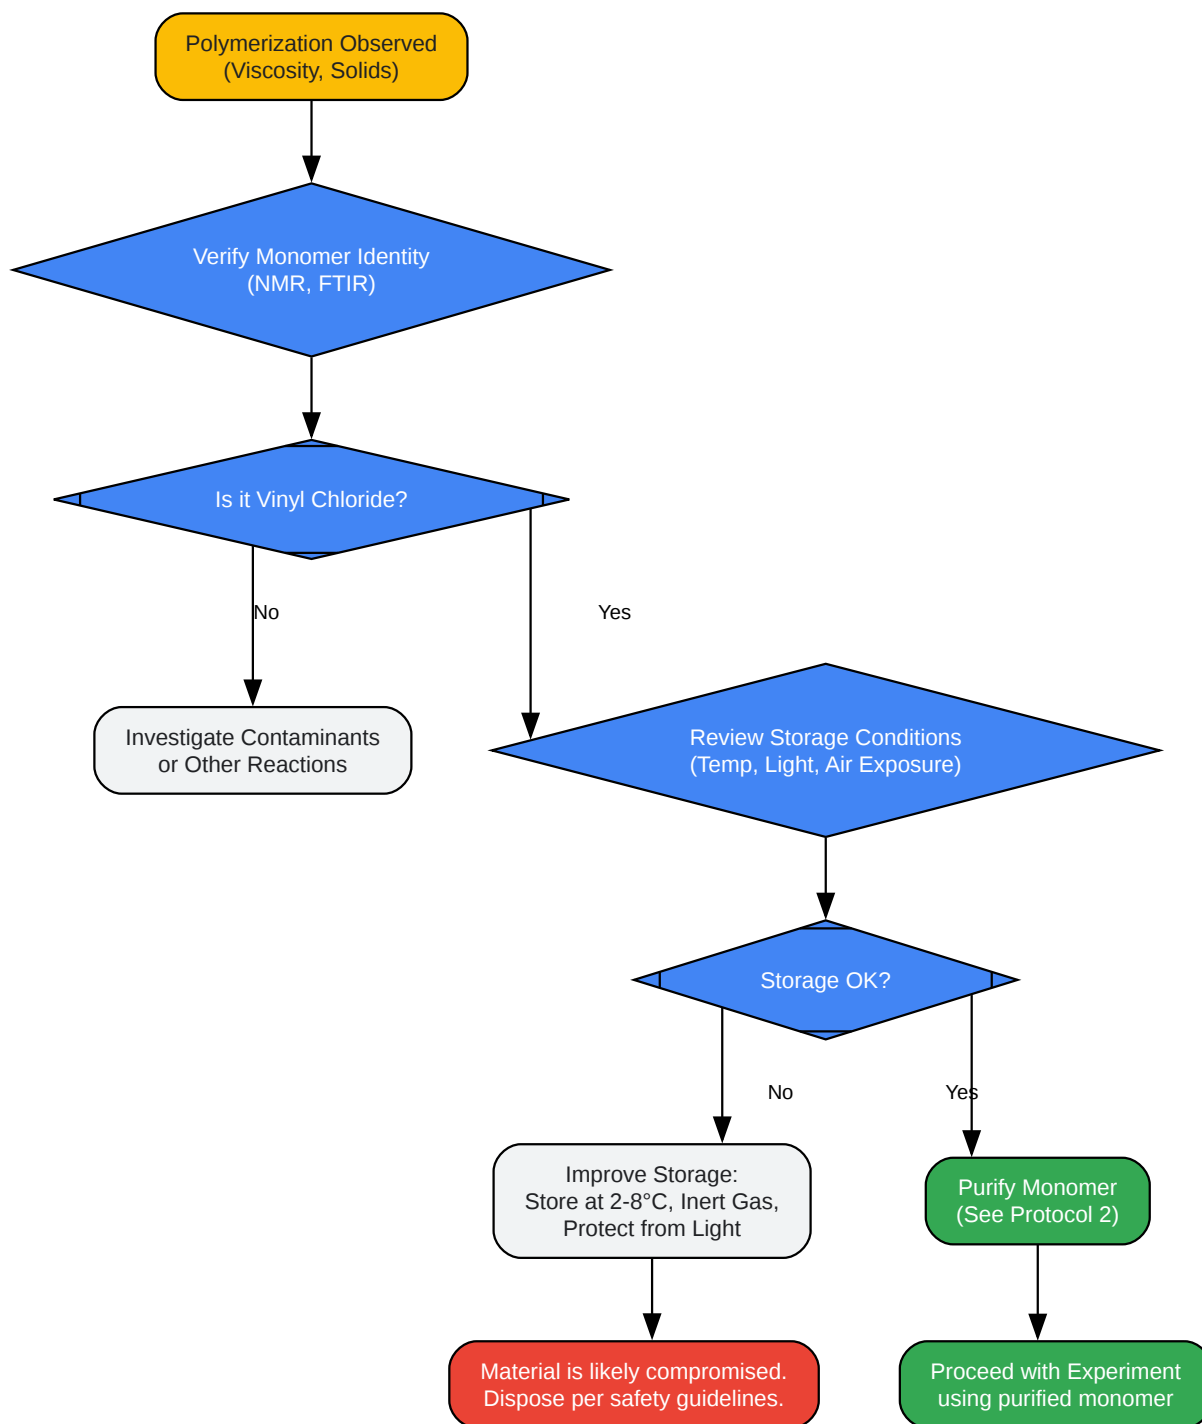 Polymerization Observed
(Viscosity, Solids)
Verify Monomer Identity
(NMR, FTIR)
Is it Vinyl Chloride?
No
Yes
Investigate Contaminants
or Other Reactions
Review Storage Conditions
(Temp, Light, Air Exposure)
Storage OK?
No
Yes
Improve Storage:
Store at 2-8°C, Inert Gas,
Protect from Light
Purify Monomer
(See Protocol 2)
Material is likely compromised.
Dispose per safety guidelines.
Proceed with Experiment
using purified monomer